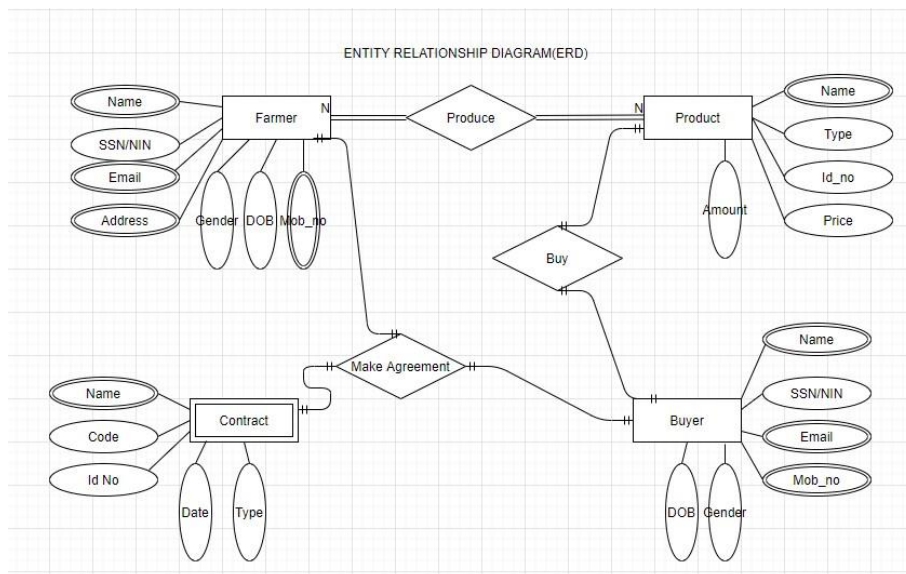 ENTITY RELATIONSHIP DIAGRAM(ERD)
Name
SSN/NIN
Email
Address
Gender
DOB
Mob_no
Farmer
N
Produce
N
Product
Name
Type
Id_no
Price
Amount
Buy
Make Agreement
Name
Code
Id No
Contract
Date
Type
Buyer
Name
SSN/NIN
Email
Mob_no
DOB
Gender